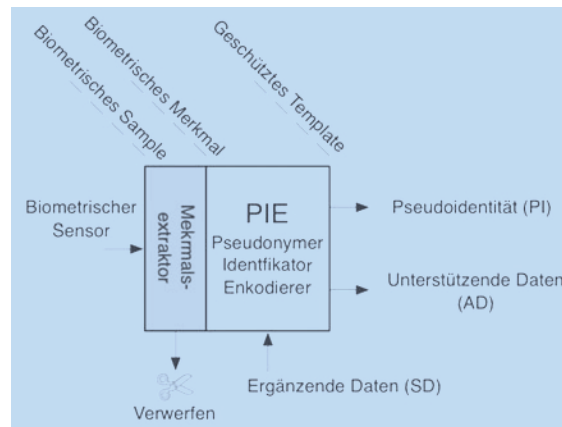 Biometrisches Sample
Biometrisches Merkmal
Geschütztes Template
Biometrischer
Sensor
Mekrmals-
extraktor
PIE
Pseudonymer
Identfikator
Enkodierer
Pseudoidentität (PI)
Unterstützende Daten
(AD)
Ergänzende Daten (SD)
Verwerfen